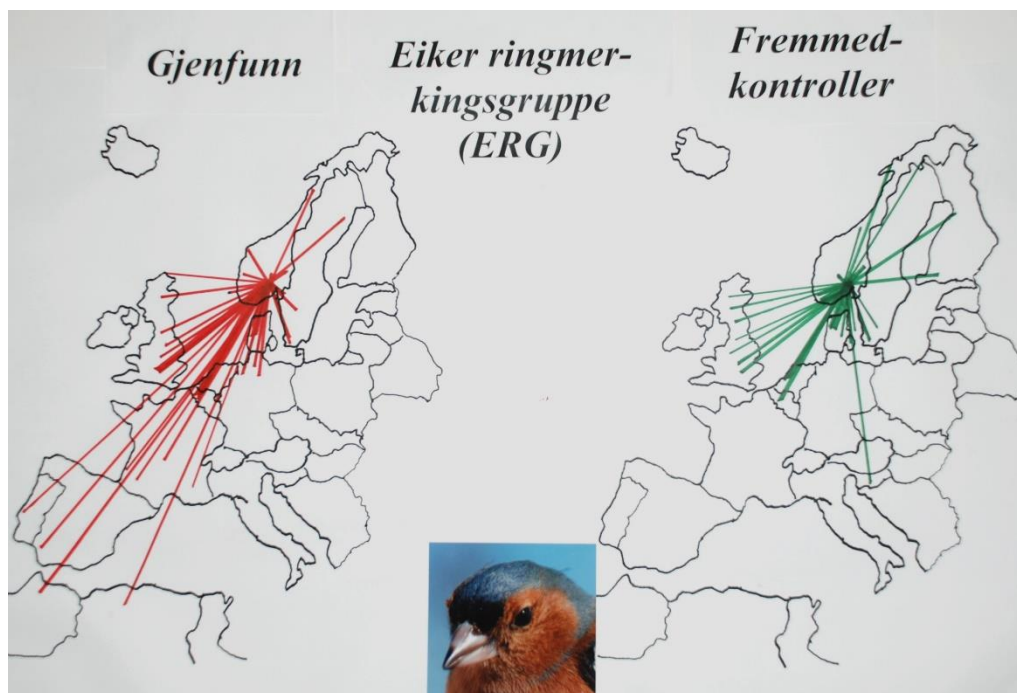 Gjenfunn
Eiker ringmer-
kingsgruppe
(ERG)
Fremmed-
kontroller